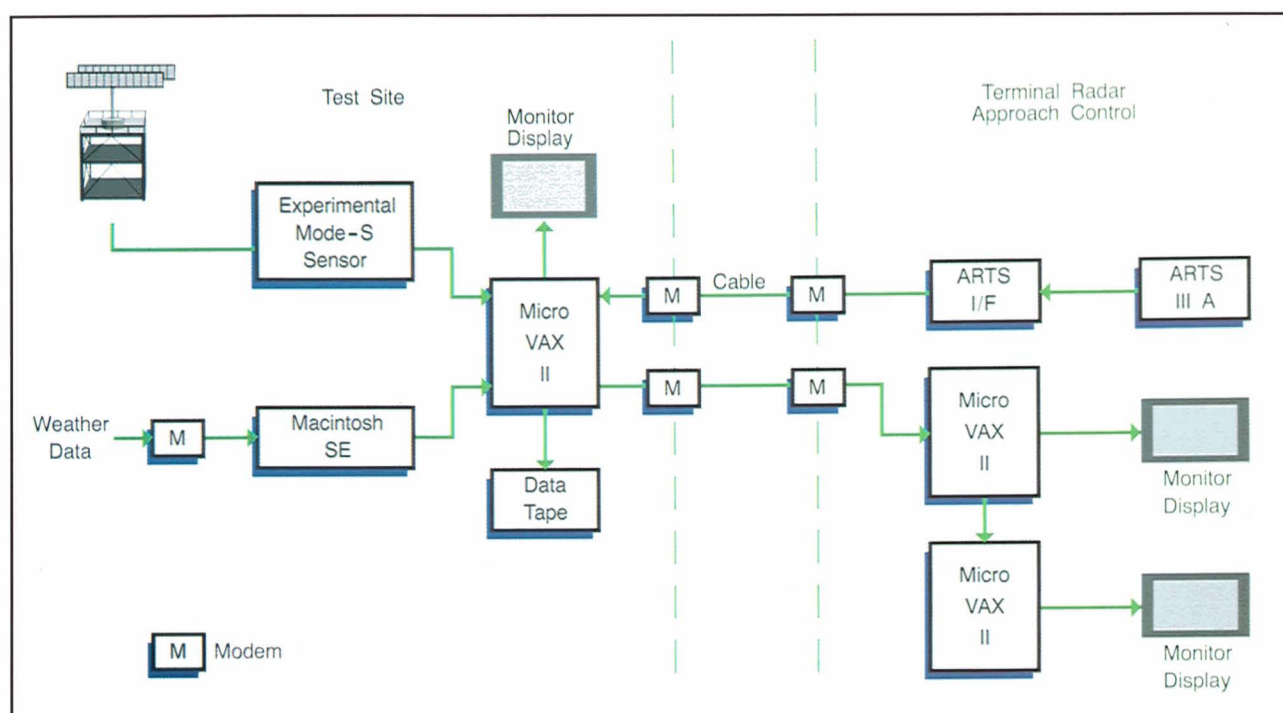 Test Site
Terminal Radar
Approach Control
Monitor
Display
Experimental
Mode-S
Sensor
Micro
VAX
II
M
Cable
M
ARTS
I/F
ARTS
III A
M
M
Weather
Data
M
Macintosh
SE
Data
Tape
Micro
VAX
II
Monitor
Display
Micro
VAX
II
Monitor
Display
M
Modem